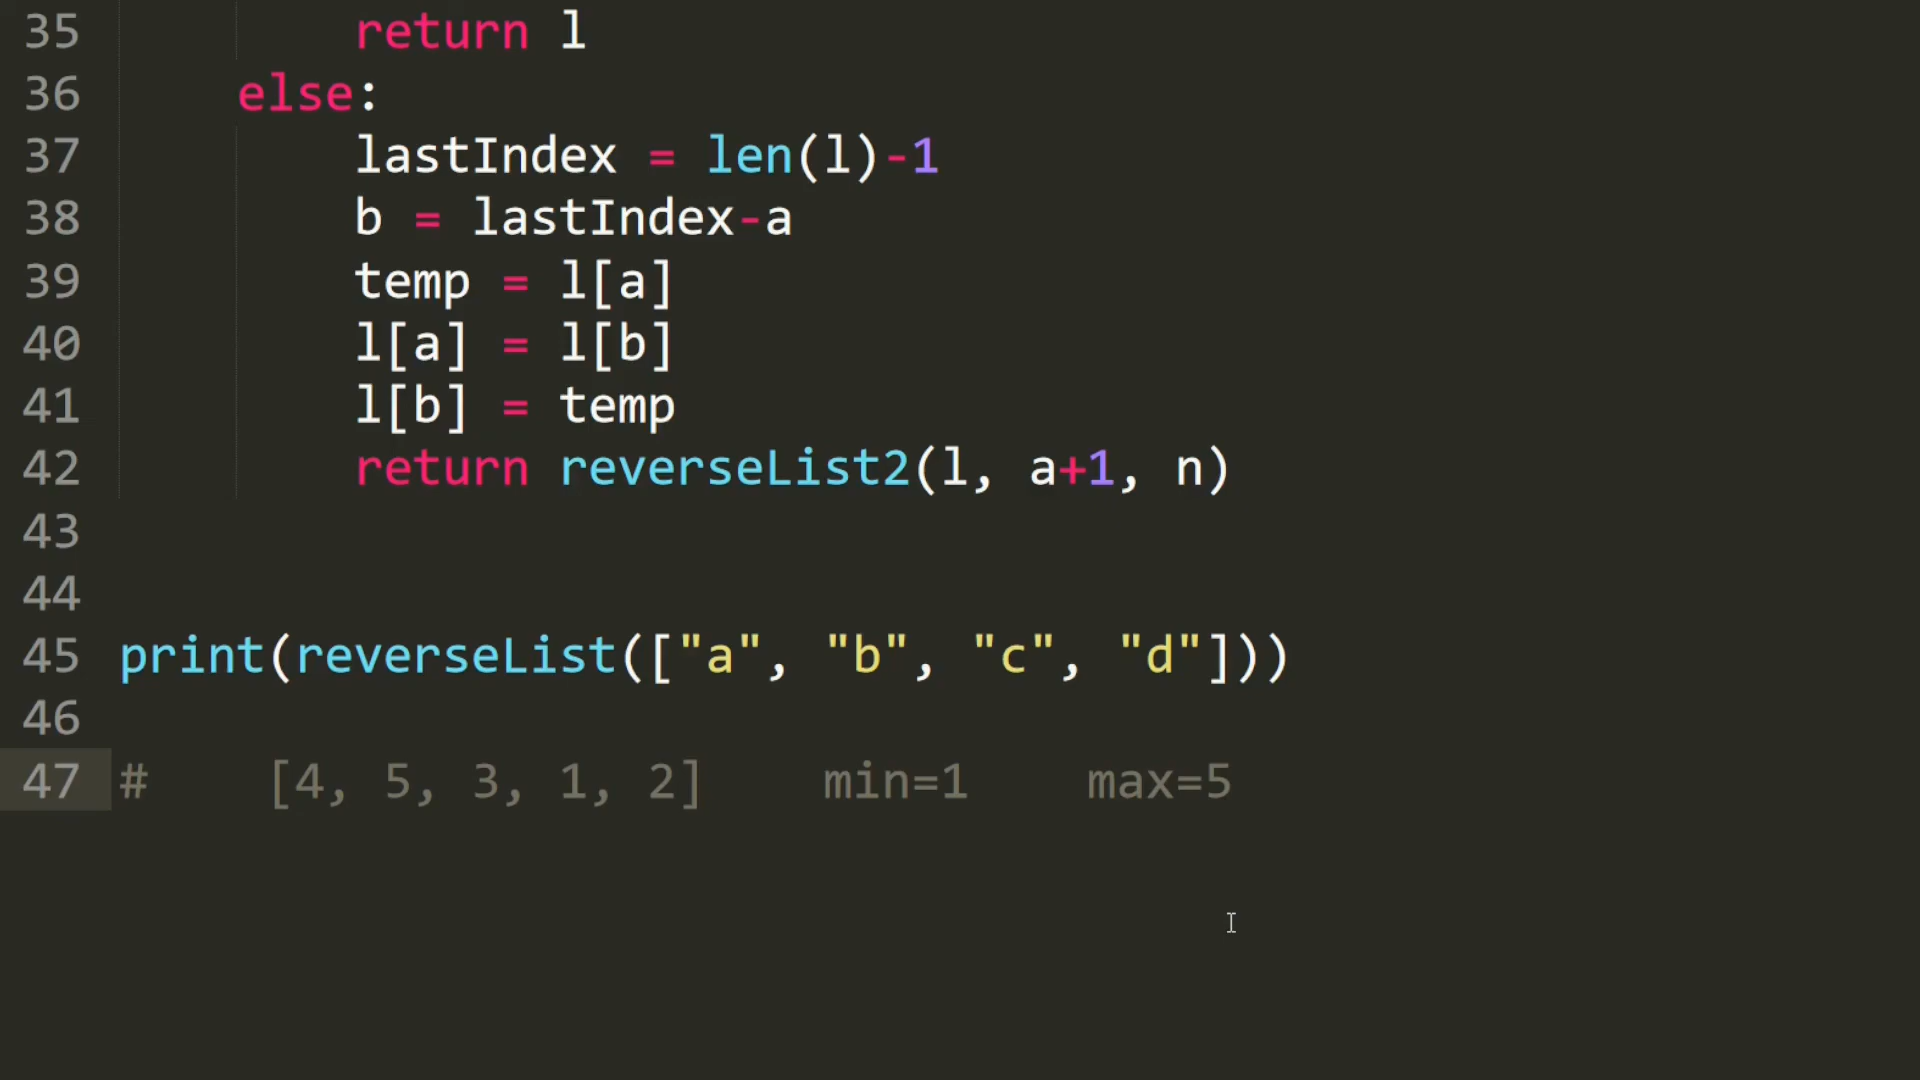 35 return l
36 else:
37 lastIndex = len(l)-1
38 b = lastIndex-a
39 temp = l[a]
40 l[a] = l[b]
41 l[b] = temp
42 return reverseList2(l, a+1, n)
43
44
45 print(reverseList(["a", "b", "c", "d"]))
46
47 # [4, 5, 3, 1, 2] min=1 max=5